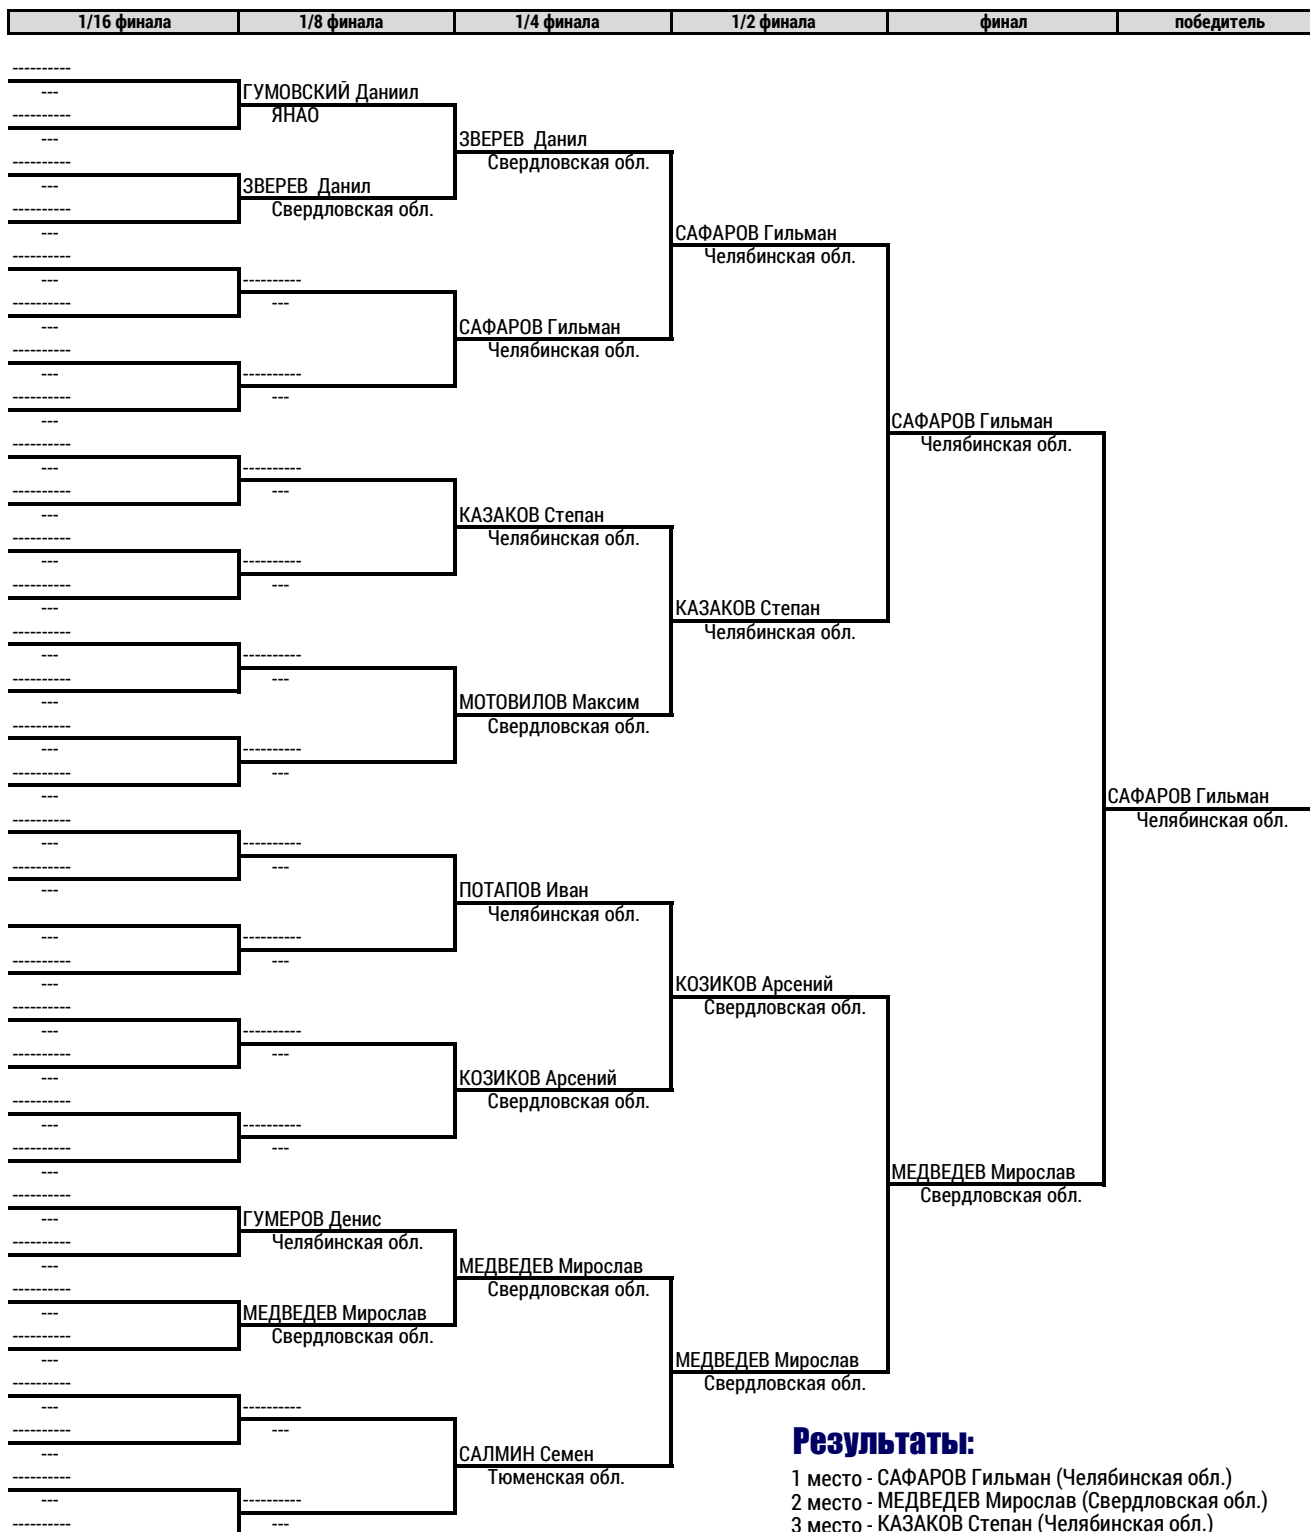 1/16 финала 1/8 финала 1/4 финала 1/2 финала финал победитель
----------
---
ГУМОВСКИЙ Даниил
----------
ЯНАО
---
ЗВЕРЕВ  Данил
----------
Свердловская обл.
---
ЗВЕРЕВ  Данил
----------
Свердловская обл.
---
САФАРОВ Гильман
----------
Челябинская обл.
---
----------
----------
---
---
САФАРОВ Гильман
----------
Челябинская обл.
---
----------
----------
---
---
САФАРОВ Гильман
----------
Челябинская обл.
---
----------
----------
---
---
КАЗАКОВ Степан
----------
Челябинская обл.
---
----------
----------
---
---
КАЗАКОВ Степан
----------
Челябинская обл.
---
----------
----------
---
---
МОТОВИЛОВ Максим
----------
Свердловская обл.
---
----------
----------
---
---
САФАРОВ Гильман
----------
Челябинская обл.
---
----------
----------
---
---
ПОТАПОВ Иван
Челябинская обл.
---
----------
----------
---
---
КОЗИКОВ Арсений
----------
Свердловская обл.
---
----------
----------
---
---
КОЗИКОВ Арсений
----------
Свердловская обл.
---
----------
----------
---
---
МЕДВЕДЕВ Мирослав
----------
Свердловская обл.
---
ГУМЕРОВ Денис
----------
Челябинская обл.
---
МЕДВЕДЕВ Мирослав
----------
Свердловская обл.
---
МЕДВЕДЕВ Мирослав
----------
Свердловская обл.
---
МЕДВЕДЕВ Мирослав
----------
Свердловская обл.
---
----------
----------
---
Результаты:
---
САЛМИН Семен
----------
Тюменская обл.
1 место - САФАРОВ Гильман (Челябинская обл.)
---
----------
2 место - МЕДВЕДЕВ Мирослав (Свердловская обл.)
----------
---
3 место - КАЗАКОВ Степан (Челябинская обл.)